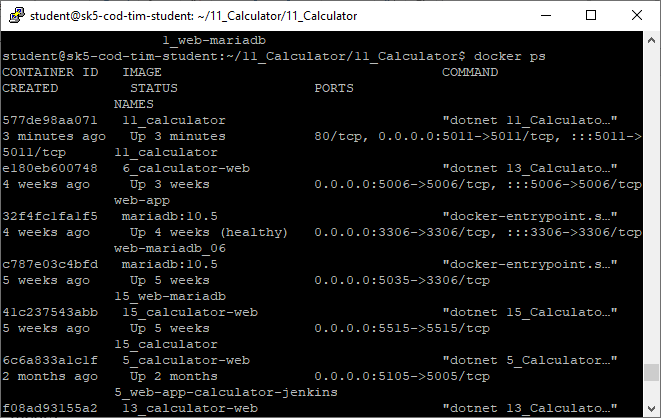 student@sk5-cod-tim-student: ~/11_Calculator/11_Calculator
1_web-mariadb
student@sk5-cod-tim-student:~/11_Calculator/11_Calculator$ docker ps
CONTAINER ID   IMAGE                                   COMMAND
CREATED         STATUS                 PORTS
NAMES
577de98aa071   11_calculator                           "dotnet 11_Calculato…"
3 minutes ago   Up 3 minutes           80/tcp, 0.0.0.0:5011->5011/tcp, :::5011->
5011/tcp      11_calculator
e180eb600748   6_calculator-web                        "dotnet 13_Calculato…"
4 weeks ago     Up 3 weeks             0.0.0.0:5006->5006/tcp, :::5006->5006/tcp
web-app
32f4fc1fa1f5   mariadb:10.5                            "docker-entrypoint.s…"
4 weeks ago     Up 4 weeks (healthy)   0.0.0.0:3306->3306/tcp, :::3306->3306/tcp
web-mariadb_06
c787e03c4bfd   mariadb:10.5                            "docker-entrypoint.s…"
5 weeks ago     Up 5 weeks             0.0.0.0:5035->3306/tcp
15_web-mariadb
41c237543abb   15_calculator-web                       "dotnet 15_Calculato…"
5 weeks ago     Up 5 weeks             0.0.0.0:5515->5515/tcp
15_calculator
6c6a833a1c1f   5_calculator-web                        "dotnet 5_Calculator…"
2 months ago    Up 2 months            0.0.0.0:5105->5005/tcp
5_web-app-calculator-jenkins
f08ad93155a2   13_calculator-web                       "dotnet 13_Calculato…"